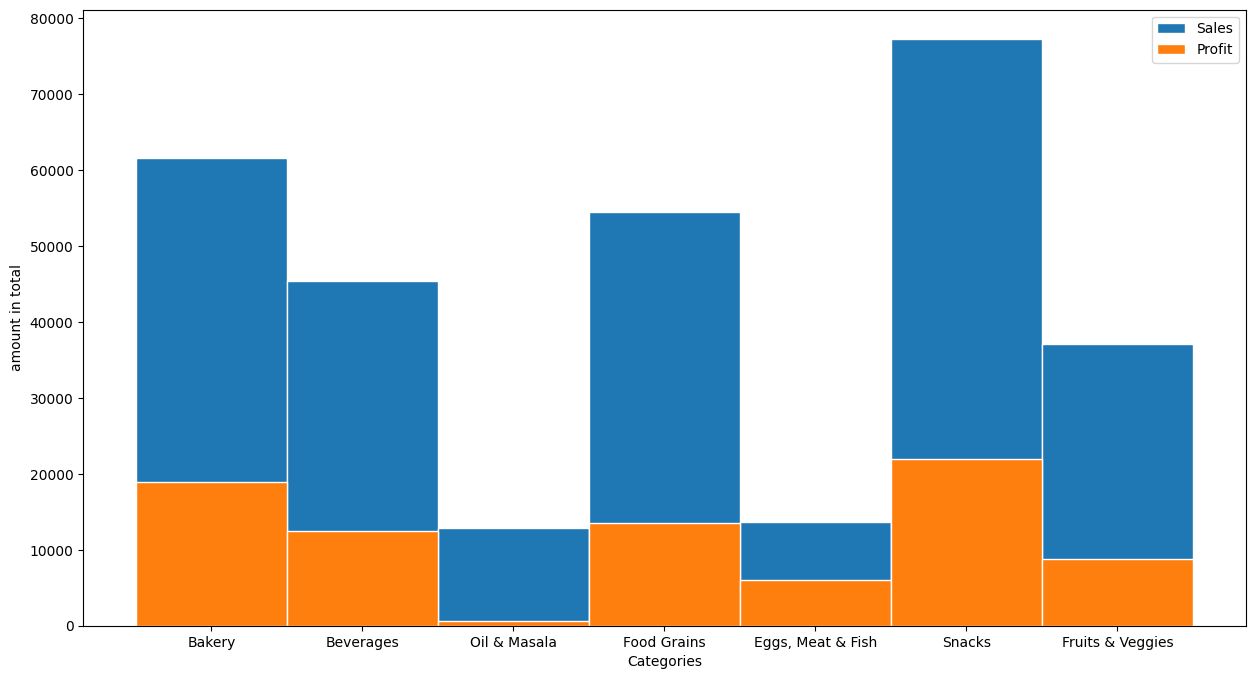 80000
70000
60000
50000
40000
30000
20000
10000
0
amount in total
Sales
Profit
Bakery
Beverages
Oil & Masala
Food Grains
Eggs, Meat & Fish
Snacks
Fruits & Veggies
Categories